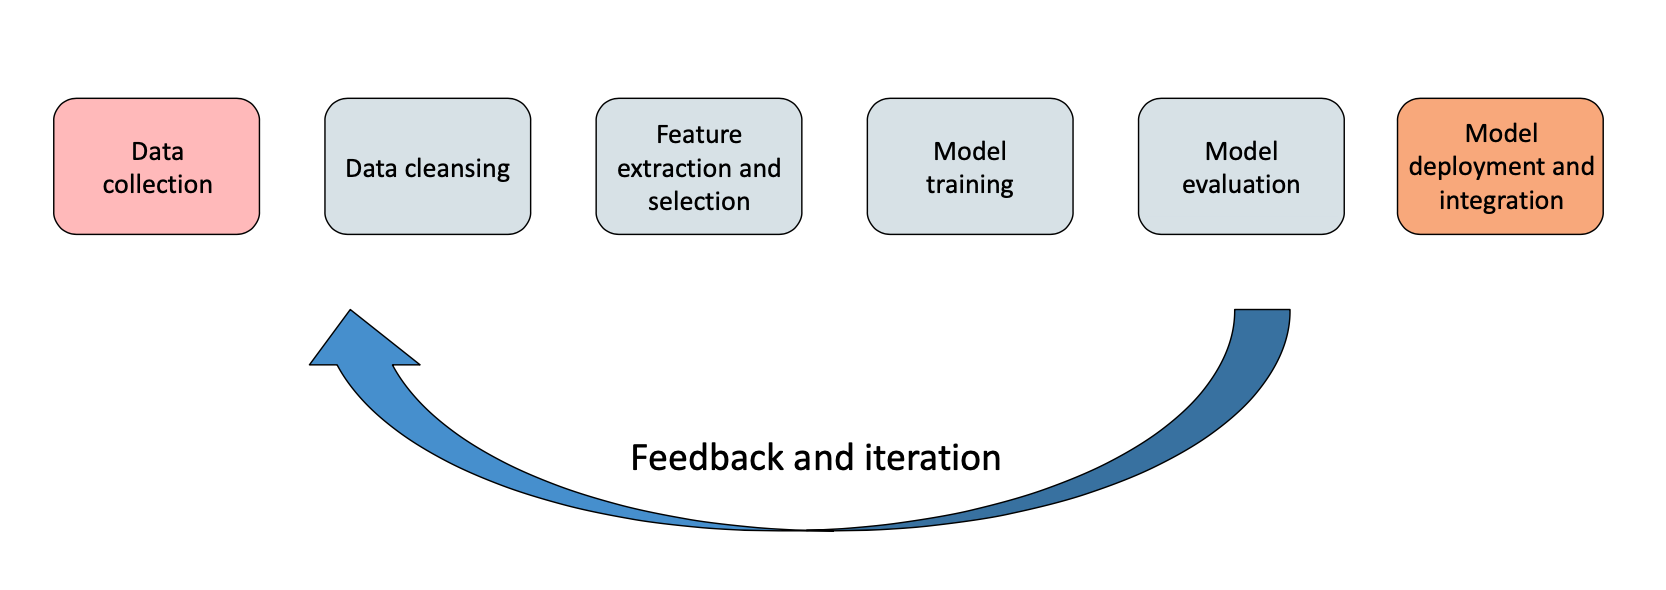 Data
collection
Data cleansing
Feature
extraction and
selection
Model
training
Model
evaluation
Model
deployment and
integration
Feedback and iteration